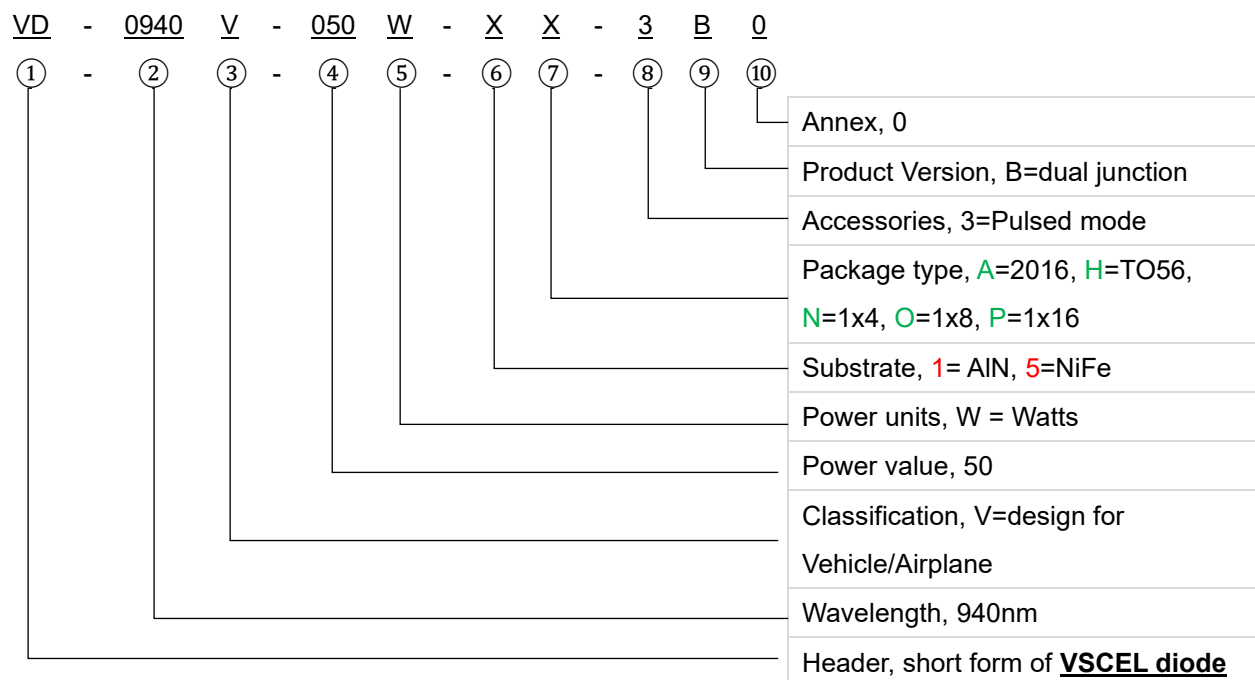 VD - 0940 V - 050 W - X X - 3 B 0
① - ② ③ - ④ ⑤ - ⑥ ⑦ - ⑧ ⑨ ⑩
Annex, 0
Product Version, B=dual junction
Accessories, 3=Pulsed mode
Package type, A=2016, H=TO56,
N=1x4, O=1x8, P=1x16
Substrate, 1= AlN, 5=NiFe
Power units, W = Watts
Power value, 50
Classification, V=design for
Vehicle/Airplane
Wavelength, 940nm
Header, short form of VSCEL diode